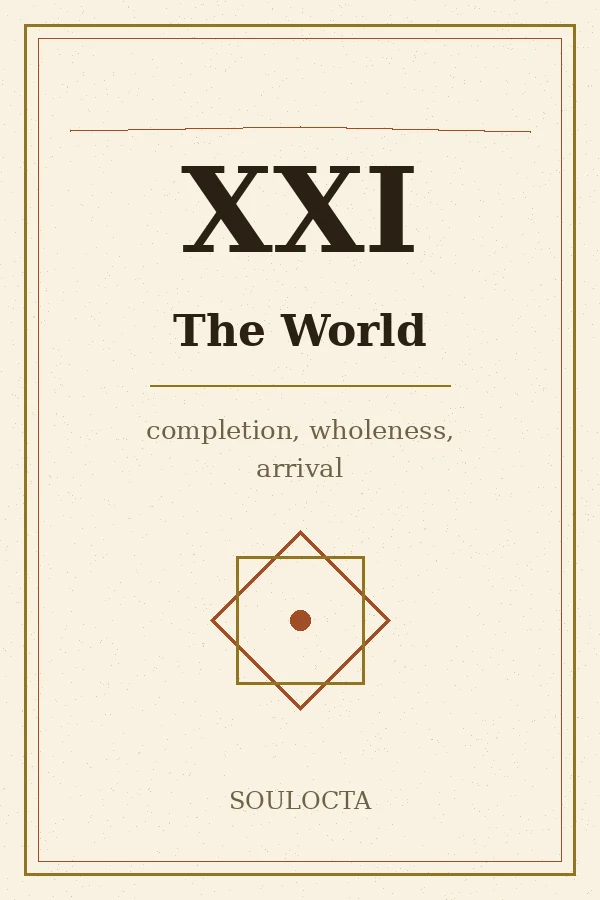 XXI
The World
completion, wholeness,
arrival
SOULOCTA